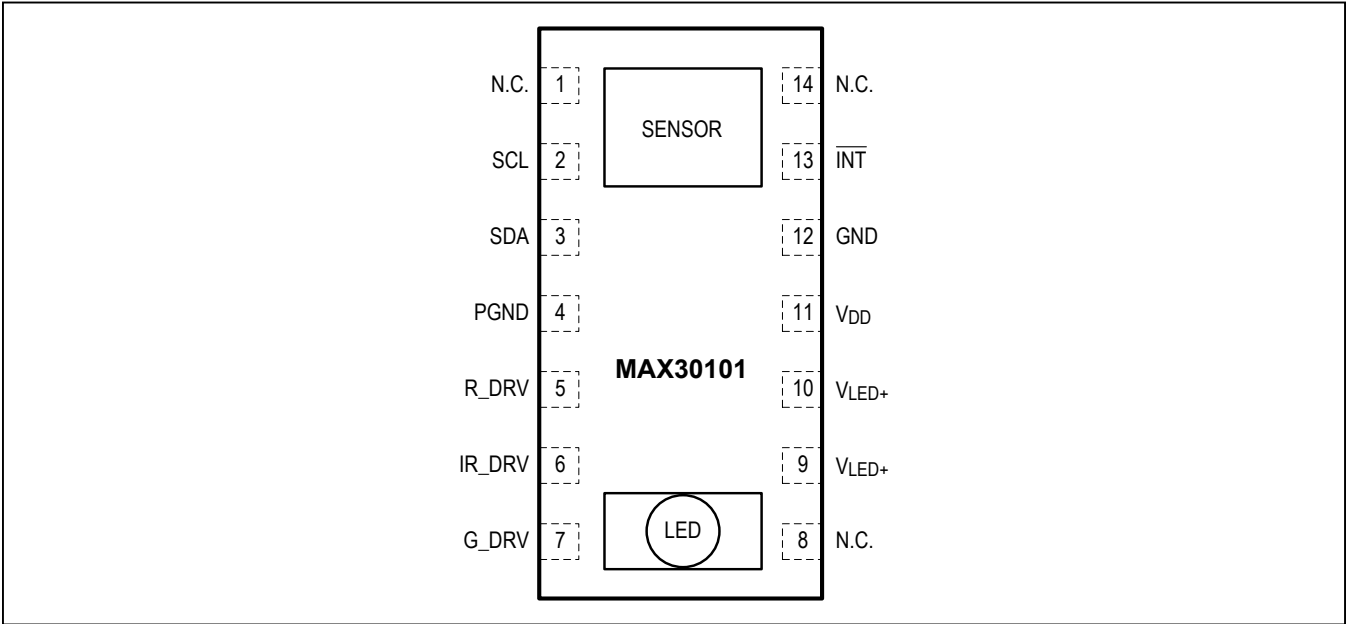 N.C. 1
14 N.C.
SENSOR
SCL 2
13 I̅N̅T̅
SDA 3
12 GND
PGND 4
11 VDD
MAX30101
R_DRV 5
10 VLED+
IR_DRV 6
9 VLED+
G_DRV 7
LED
8 N.C.